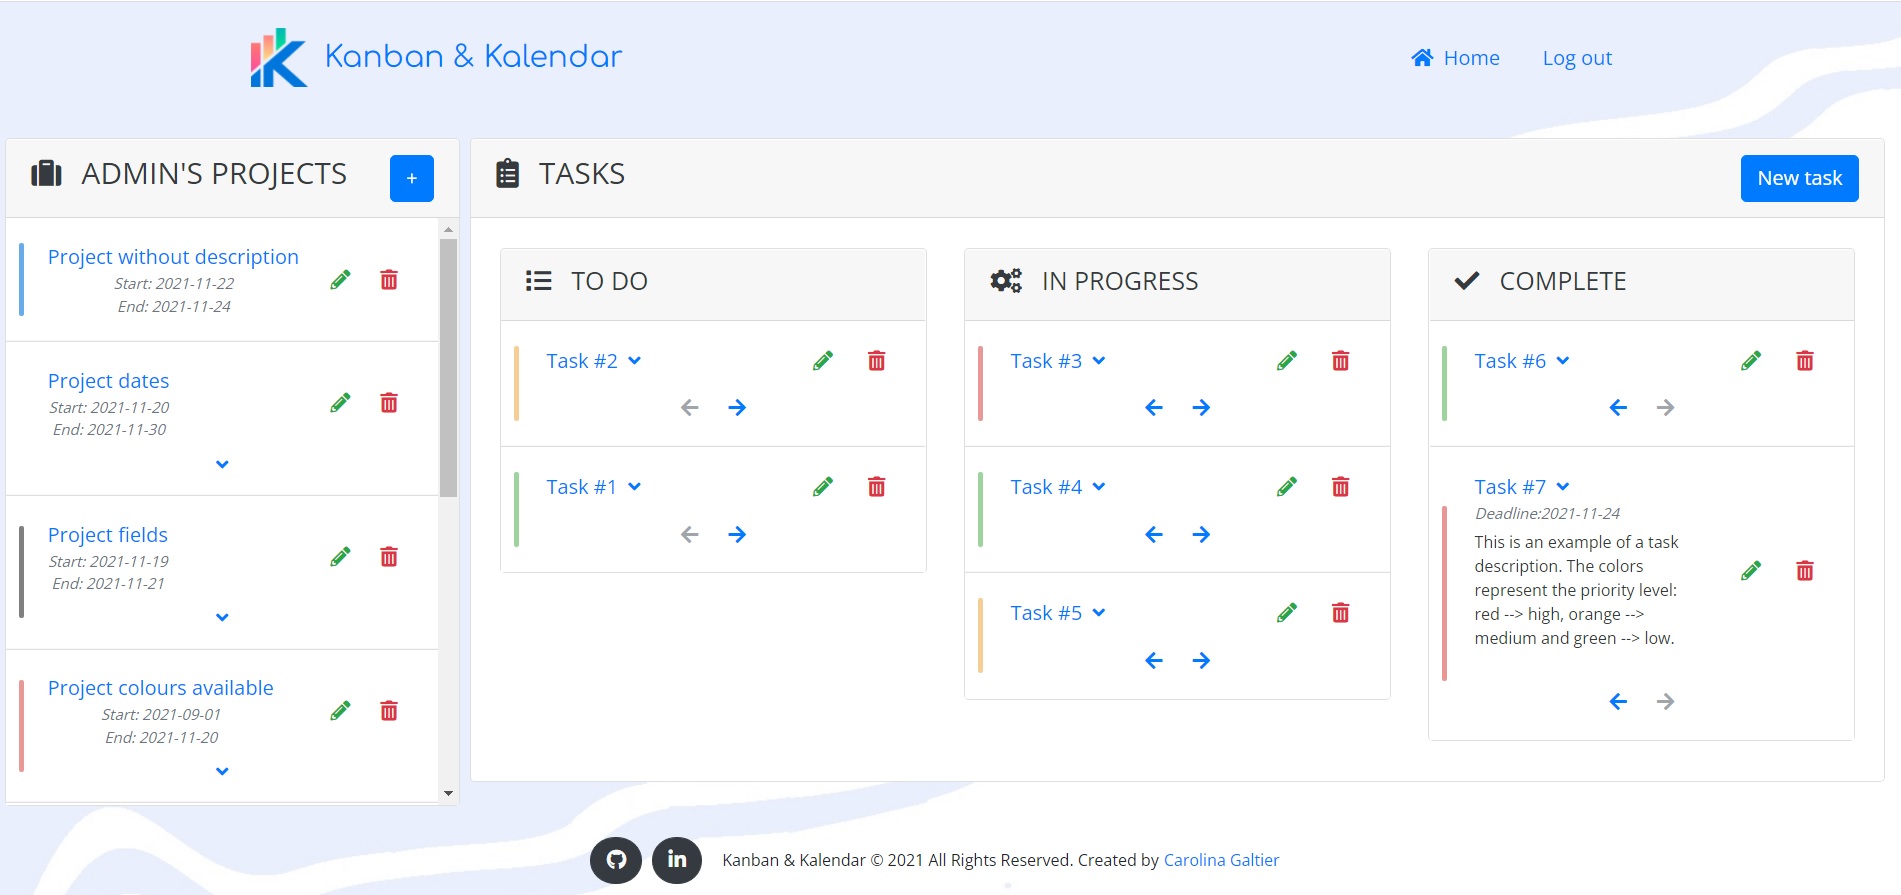 Kanban & Kalendar
Home
Log out
ADMIN'S PROJECTS
+
Project without description
Start: 2021-11-22
End: 2021-11-24
Project dates
Start: 2021-11-20
End: 2021-11-30
Project fields
Start: 2021-11-19
End: 2021-11-21
Project colours available
Start: 2021-09-01
End: 2021-11-20
TASKS
New task
TO DO
Task #2
Task #1
IN PROGRESS
Task #3
Task #4
Task #5
COMPLETE
Task #6
Task #7
Deadline:2021-11-24
This is an example of a task
description. The colors
represent the priority level:
red --> high, orange -->
medium and green --> low.
in
Kanban & Kalendar © 2021 All Rights Reserved. Created by Carolina Galtier